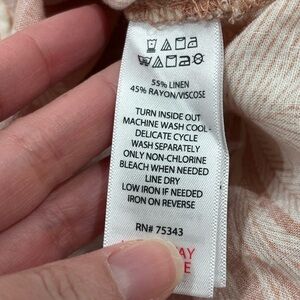 55% LINEN
45% RAYON/VISCOSE
TURN INSIDE OUT
MACHINE WASH COOL-
DELICATE CYCLE
WASH SEPARATELY
ONLY NON-CHLORINE
BLEACH WHEN NEEDED
LINE DRY
LOW IRON IF NEEDED
IRON ON REVERSE
RN# 75343